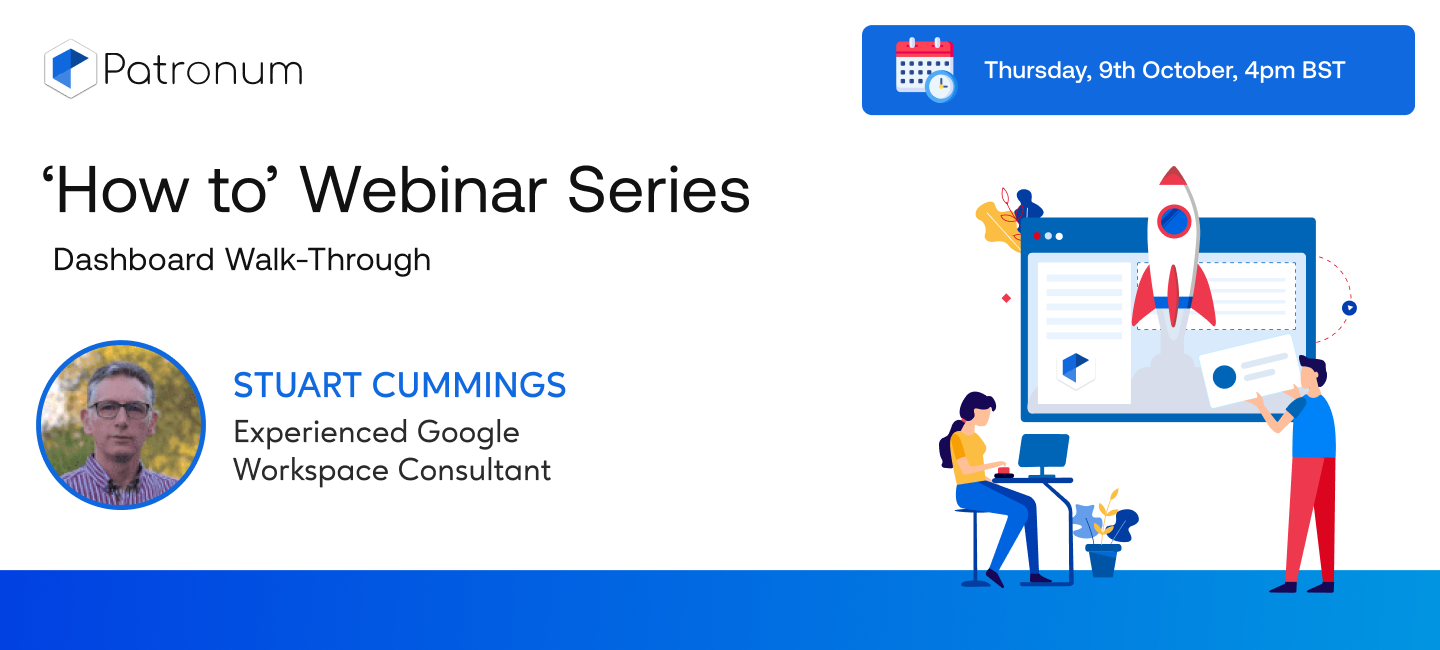 Patronum
Thursday, 9th October, 4pm BST
‘How to’ Webinar Series
Dashboard Walk-Through
STUART CUMMINGS
Experienced Google
Workspace Consultant